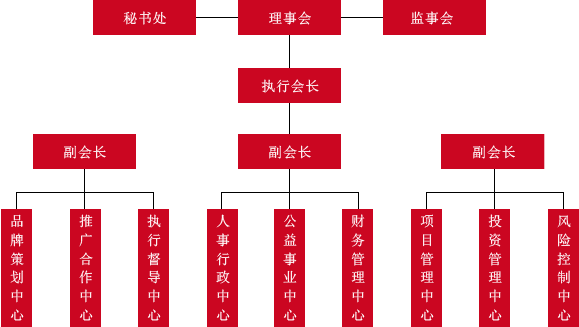 秘书处
理事会
监事会
执行会长
副会长
副会长
副会长
品牌策划中心
推广合作中心
执行督导中心
人事行政中心
公益事业中心
财务管理中心
项目管理中心
投资管理中心
风险控制中心